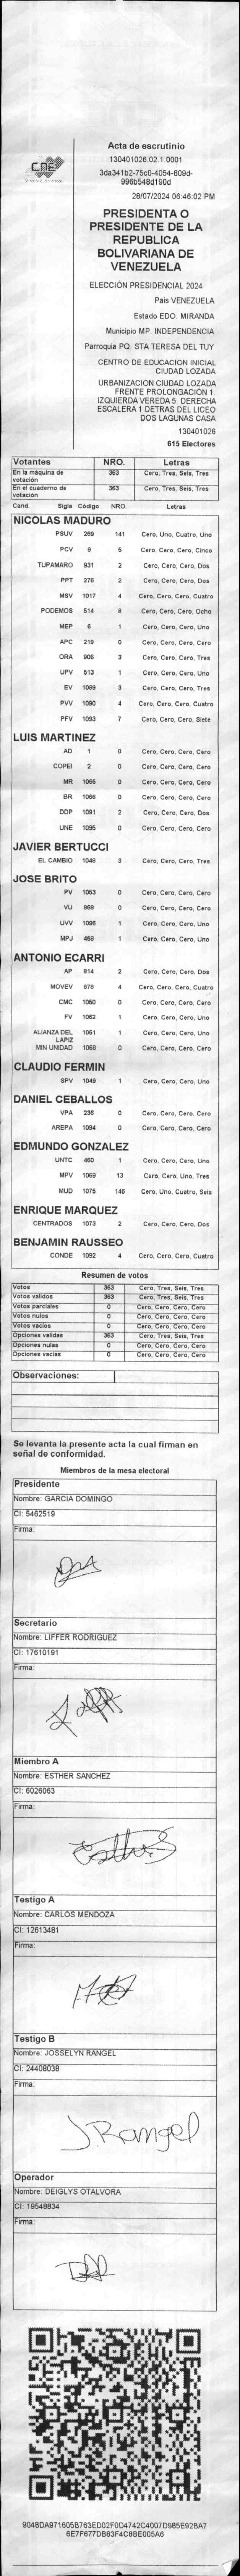 CNE
Acta de escrutinio
130401026.02.1.0001
3da341b2-75c0-4054-809d-
996b548d190d
28/07/2024 06:46:02 PM
PRESIDENTA O
PRESIDENTE DE LA
REPUBLICA
BOLIVARIANA DE
VENEZUELA
ELECCIÓN PRESIDENCIAL 2024
Pais VENEZUELA
Estado EDO. MIRANDA
Municipio MP. INDEPENDENCIA
Parroquia PQ. STA TERESA DEL TUY
CENTRO DE EDUCACION INICIAL
CIUDAD LOZADA
URBANIZACION CIUDAD LOZADA
FRENTE PROLONGACIÓN 1.
IZQUIERDA VEREDA 5. DERECHA
ESCALERA 1 DETRAS DEL LICEO
DOS LAGUNAS CASA
130401026
615 Electores
Votantes NRO. Letras
En la máquina de votación 363 Cero, Tres, Seis, Tres
En el cuaderno de votación 363 Cero, Tres, Seis, Tres
Cand. Sigla Código NRO. Letras
NICOLAS MADURO
PSUV 269 141 Cero, Uno, Cuatro, Uno
PCV 9 5 Cero, Cero, Cero, Cinco
TUPAMARO 931 2 Cero, Cero, Cero, Dos
PPT 276 2 Cero, Cero, Cero, Dos
MSV 1017 4 Cero, Cero, Cero, Cuatro
PODEMOS 514 8 Cero, Cero, Cero, Ocho
MEP 6 1 Cero, Cero, Cero, Uno
APC 219 0 Cero, Cero, Cero, Cero
ORA 906 3 Cero, Cero, Cero, Tres
UPV 513 1 Cero, Cero, Cero, Uno
EV 1089 3 Cero, Cero, Cero, Tres
PVV 1090 4 Cero, Cero, Cero, Cuatro
PFV 1093 7 Cero, Cero, Cero, Siete
LUIS MARTINEZ
AD 1 0 Cero, Cero, Cero, Cero
COPEI 2 0 Cero, Cero, Cero, Cero
MR 1065 0 Cero, Cero, Cero, Cero
BR 1066 0 Cero, Cero, Cero, Cero
DDP 1091 2 Cero, Cero, Cero, Dos
UNE 1095 0 Cero, Cero, Cero, Cero
JAVIER BERTUCCI
EL CAMBIO 1048 3 Cero, Cero, Cero, Tres
JOSE BRITO
PV 1053 0 Cero, Cero, Cero, Cero
VU 868 0 Cero, Cero, Cero, Cero
UVV 1096 1 Cero, Cero, Cero, Uno
MPJ 458 1 Cero, Cero, Cero, Uno
ANTONIO ECARRI
AP 814 2 Cero, Cero, Cero, Dos
MOVEV 878 4 Cero, Cero, Cero, Cuatro
CMC 1050 0 Cero, Cero, Cero, Cero
FV 1062 1 Cero, Cero, Cero, Uno
ALIANZA DEL LAPIZ 1051 1 Cero, Cero, Cero, Uno
MIN UNIDAD 1068 0 Cero, Cero, Cero, Cero
CLAUDIO FERMIN
SPV 1049 1 Cero, Cero, Cero, Uno
DANIEL CEBALLOS
VPA 236 0 Cero, Cero, Cero, Cero
AREPA 1094 0 Cero, Cero, Cero, Cero
EDMUNDO GONZALEZ
UNTC 460 1 Cero, Cero, Cero, Uno
MPV 1069 13 Cero, Cero, Uno, Tres
MUD 1075 146 Cero, Uno, Cuatro, Seis
ENRIQUE MARQUEZ
CENTRADOS 1073 2 Cero, Cero, Cero, Dos
BENJAMIN RAUSSEO
CONDE 1092 4 Cero, Cero, Cero, Cuatro
Resumen de votos
Votos 363 Cero, Tres, Seis, Tres
Votos validos 363 Cero, Tres, Seis, Tres
Votos parciales 0 Cero, Cero, Cero, Cero
Votos nulos 0 Cero, Cero, Cero, Cero
Votos vacios 0 Cero, Cero, Cero, Cero
Opciones validas 363 Cero, Tres, Seis, Tres
Opciones nulas 0 Cero, Cero, Cero, Cero
Opciones vacias 0 Cero, Cero, Cero, Cero
Observaciones:
Se levanta la presente acta la cual firman en
señal de conformidad.
Miembros de la mesa electoral
Presidente
Nombre: GARCIA DOMINGO
CI: 5462519
Firma:
Secretario
Nombre: LIFFER RODRIGUEZ
CI: 17610191
Firma:
Miembro A
Nombre: ESTHER SANCHEZ
CI: 6026063
Firma:
Esther S
Testigo A
Nombre: CARLOS MENDOZA
CI: 12613481
Firma:
Testigo B
Nombre: JOSSELYN RANGEL
CI: 24408038
Firma:
JRangel
Operador
Nombre: DEIGLYS OTALVORA
CI: 19548834
Firma:
9048DA971605B763ED02F0D4742C4007D985E92BA7
6E7F677DB83F4C8BE005A6